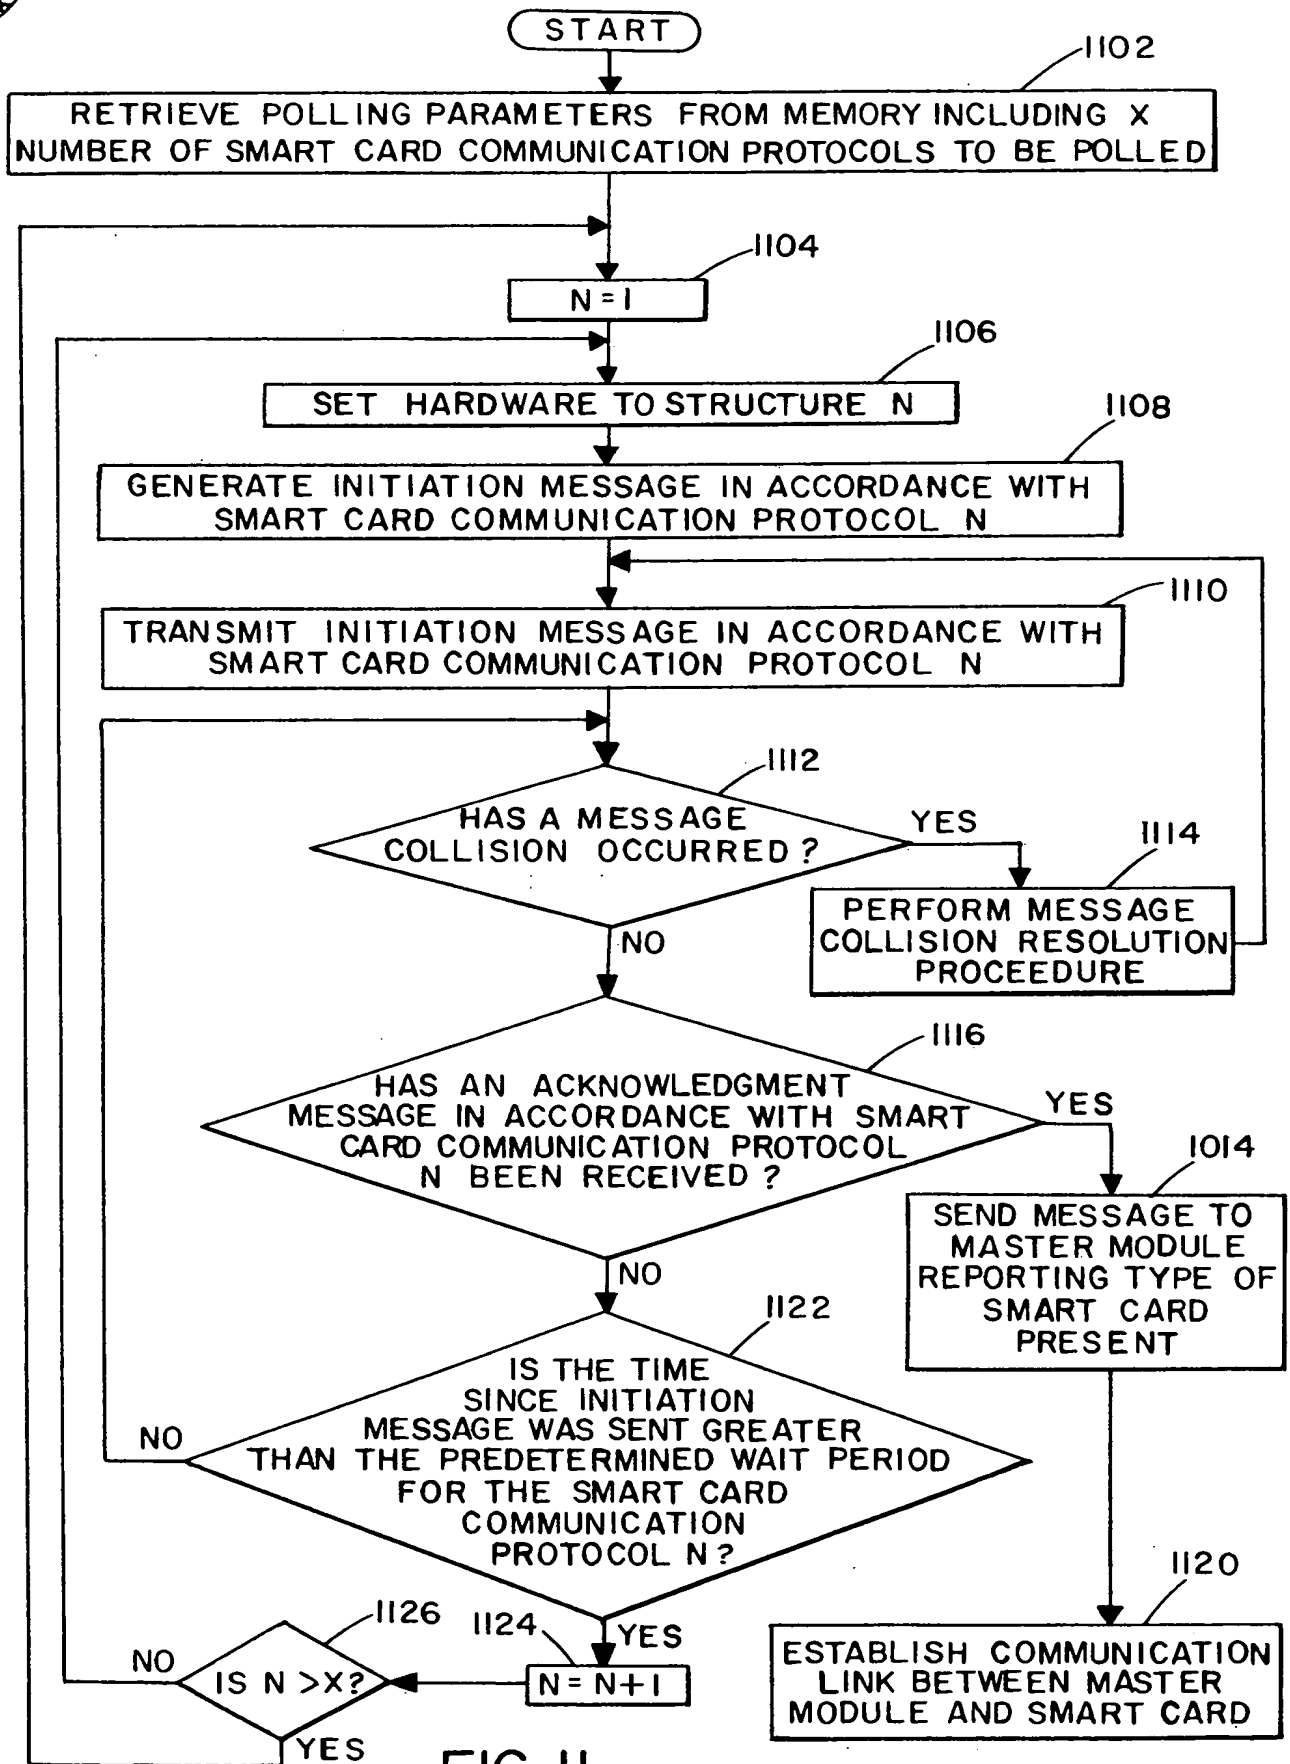 START
1102
RETRIEVE POLLING PARAMETERS FROM MEMORY INCLUDING X
NUMBER OF SMART CARD COMMUNICATION PROTOCOLS TO BE POLLED
1104
N=1
1106
SET HARDWARE TO STRUCTURE N
1108
GENERATE INITIATION MESSAGE IN ACCORDANCE WITH
SMART CARD COMMUNICATION PROTOCOL N
1110
TRANSMIT INITIATION MESSAGE IN ACCORDANCE WITH
SMART CARD COMMUNICATION PROTOCOL N
1112
HAS A MESSAGE
COLLISION OCCURRED?
YES
1114
PERFORM MESSAGE
COLLISION RESOLUTION
PROCEEDURE
NO
1116
HAS AN ACKNOWLEDGMENT
MESSAGE IN ACCORDANCE WITH SMART
CARD COMMUNICATION PROTOCOL
N BEEN RECEIVED?
YES
1014
SEND MESSAGE TO
MASTER MODULE
REPORTING TYPE OF
SMART CARD
PRESENT
NO
1122
IS THE TIME
SINCE INITIATION
MESSAGE WAS SENT GREATER
THAN THE PREDETERMINED WAIT PERIOD
FOR THE SMART CARD
COMMUNICATION
PROTOCOL N?
NO
YES
1124
N=N+1
1126
IS N >X?
NO
YES
1120
ESTABLISH COMMUNICATION
LINK BETWEEN MASTER
MODULE AND SMART CARD
FIG. 11